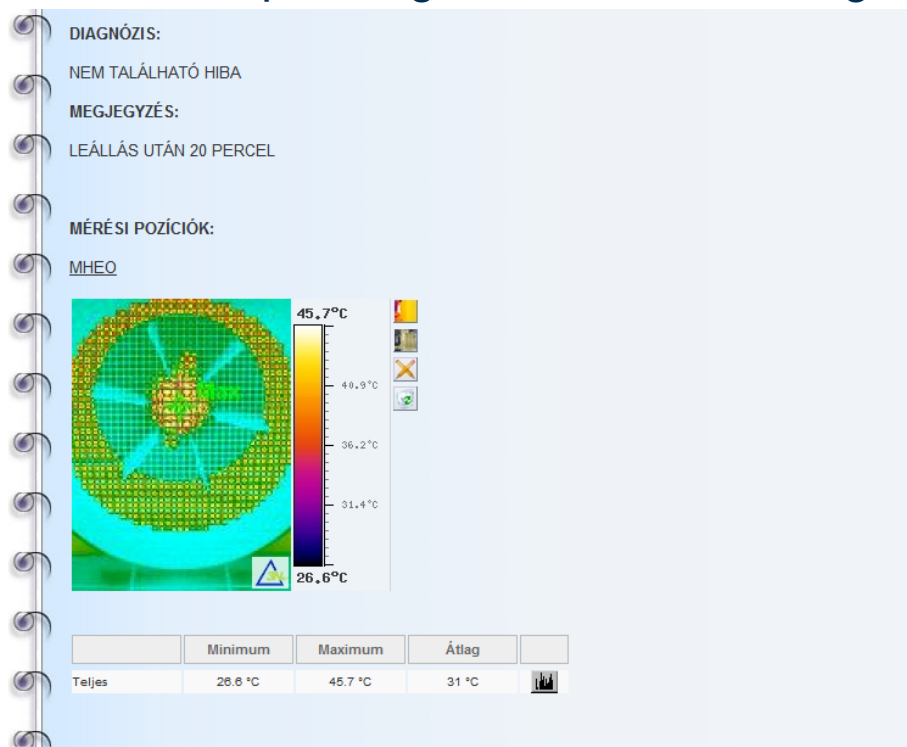 DIAGNÓZIS:
NEM TALÁLHATÓ HIBA
MEGJEGYZÉS:
LEÁLLÁS UTÁN 20 PERCEL
MÉRÉSI POZÍCIÓK:
MHEO
45.7°C
40.9°C
36.2°C
31.4°C
26.6°C
Minimum Maximum Átlag
Teljes 26.6 °C 45.7 °C 31 °C